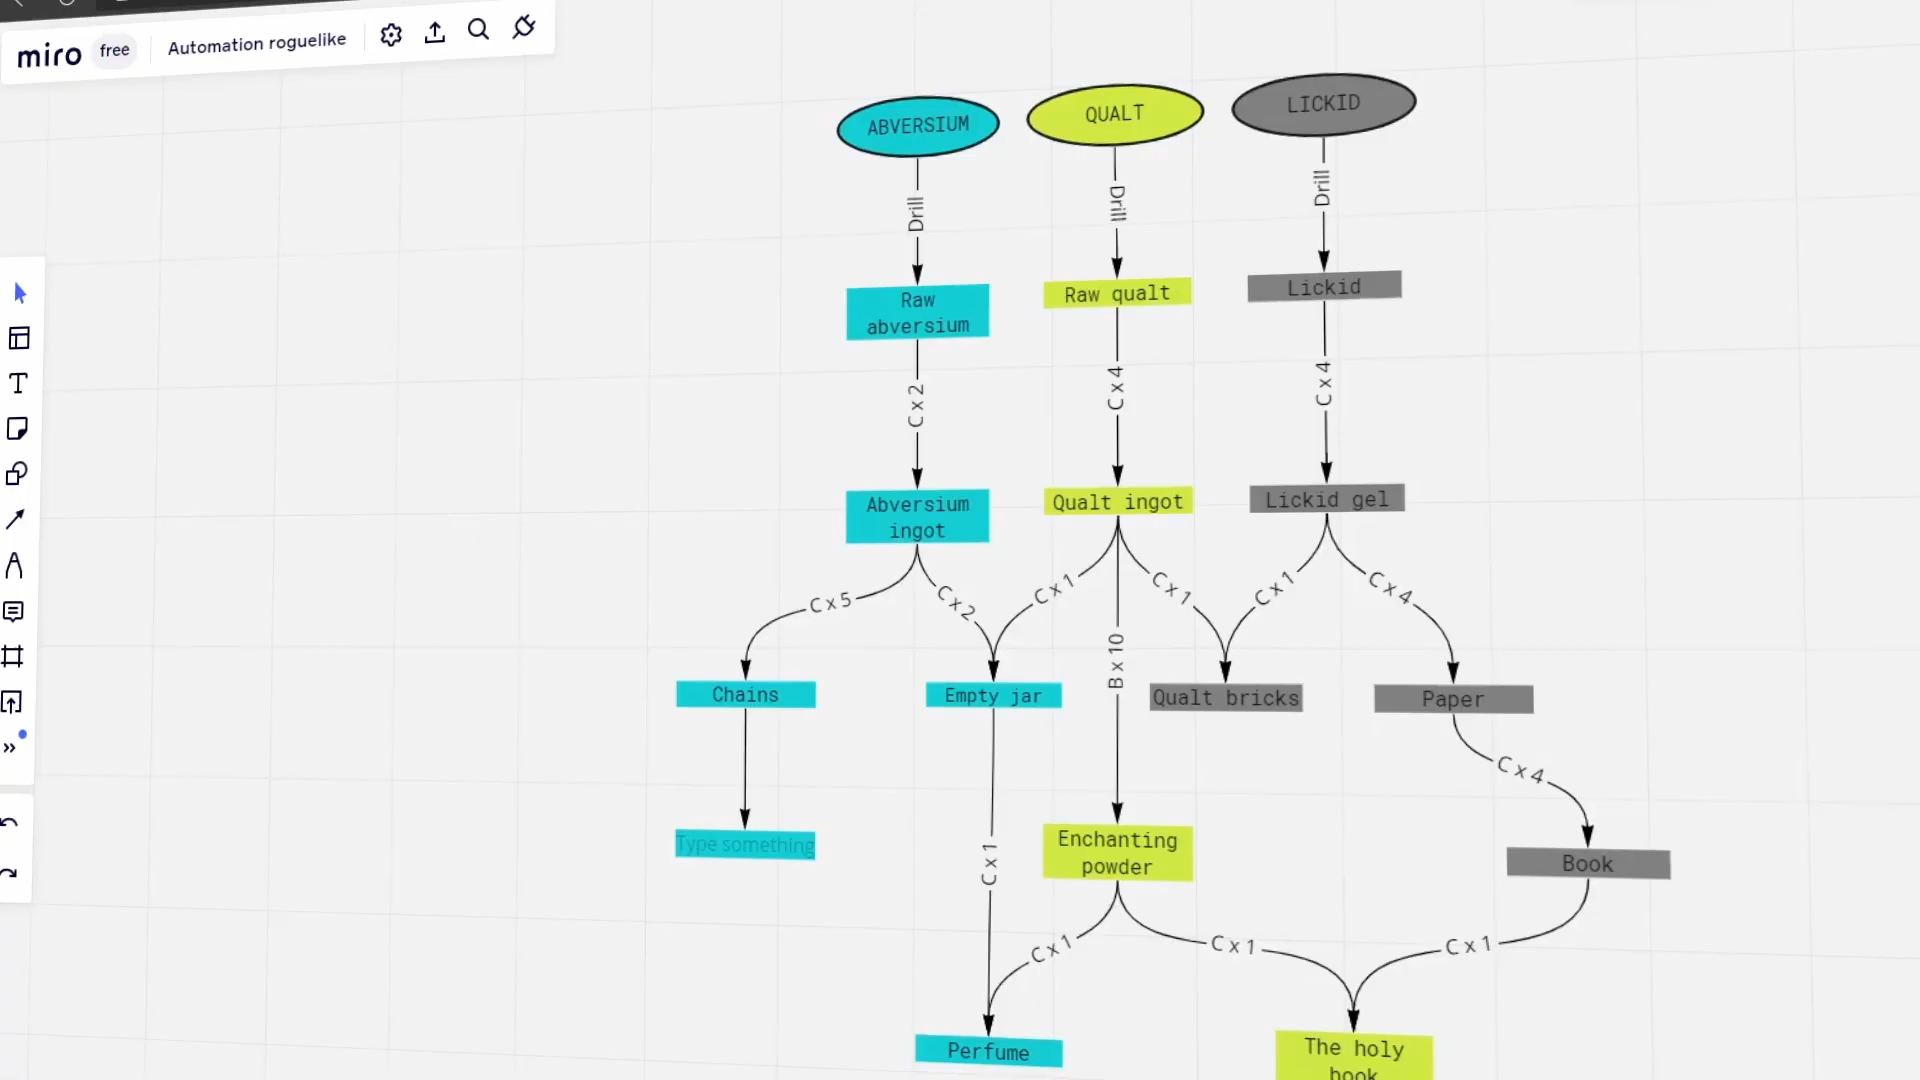 miro free Automation roguelike
ABVERSIUM
QUALT
LICKID
Drill
Drill
Drill
Raw
abversium
Raw qualt
Lickid
C x 2
C x 4
C x 4
Abversium
ingot
Qualt ingot
Lickid gel
C x 5
C x 2
C x 1
C x 1
C x 1
C x 4
B x 10
Chains
Empty jar
Qualt bricks
Paper
C x 4
Type something
C x 1
Enchanting
powder
Book
C x 1
C x 1
C x 1
Perfume
The holy
book